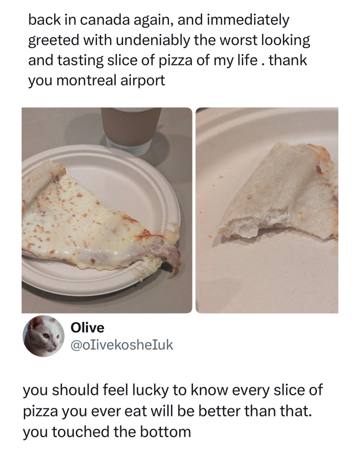 back in canada again, and immediately
greeted with undeniably the worst looking
and tasting slice of pizza of my life . thank
you montreal airport
Olive
@oIivekosheIuk
you should feel lucky to know every slice of
pizza you ever eat will be better than that.
you touched the bottom